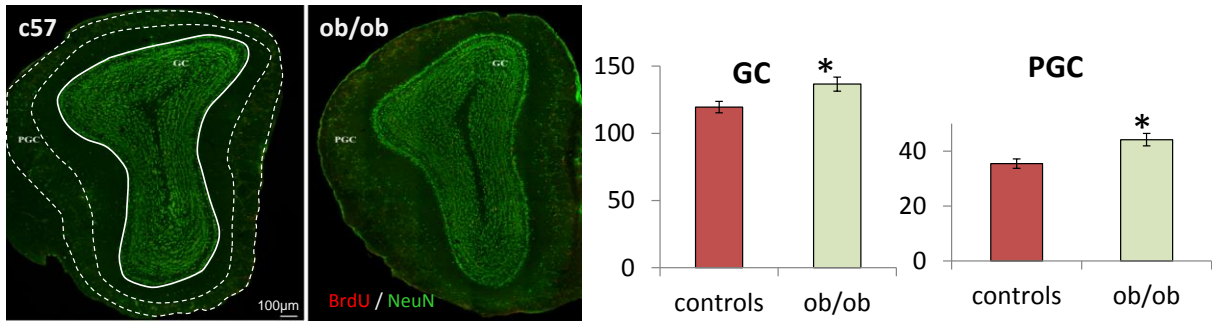 c57
GC
PGC
100µm
ob/ob
GC
PGC
BrdU / NeuN
GC
*
150
100
50
0
controls
ob/ob
PGC
*
40
20
0
controls
ob/ob